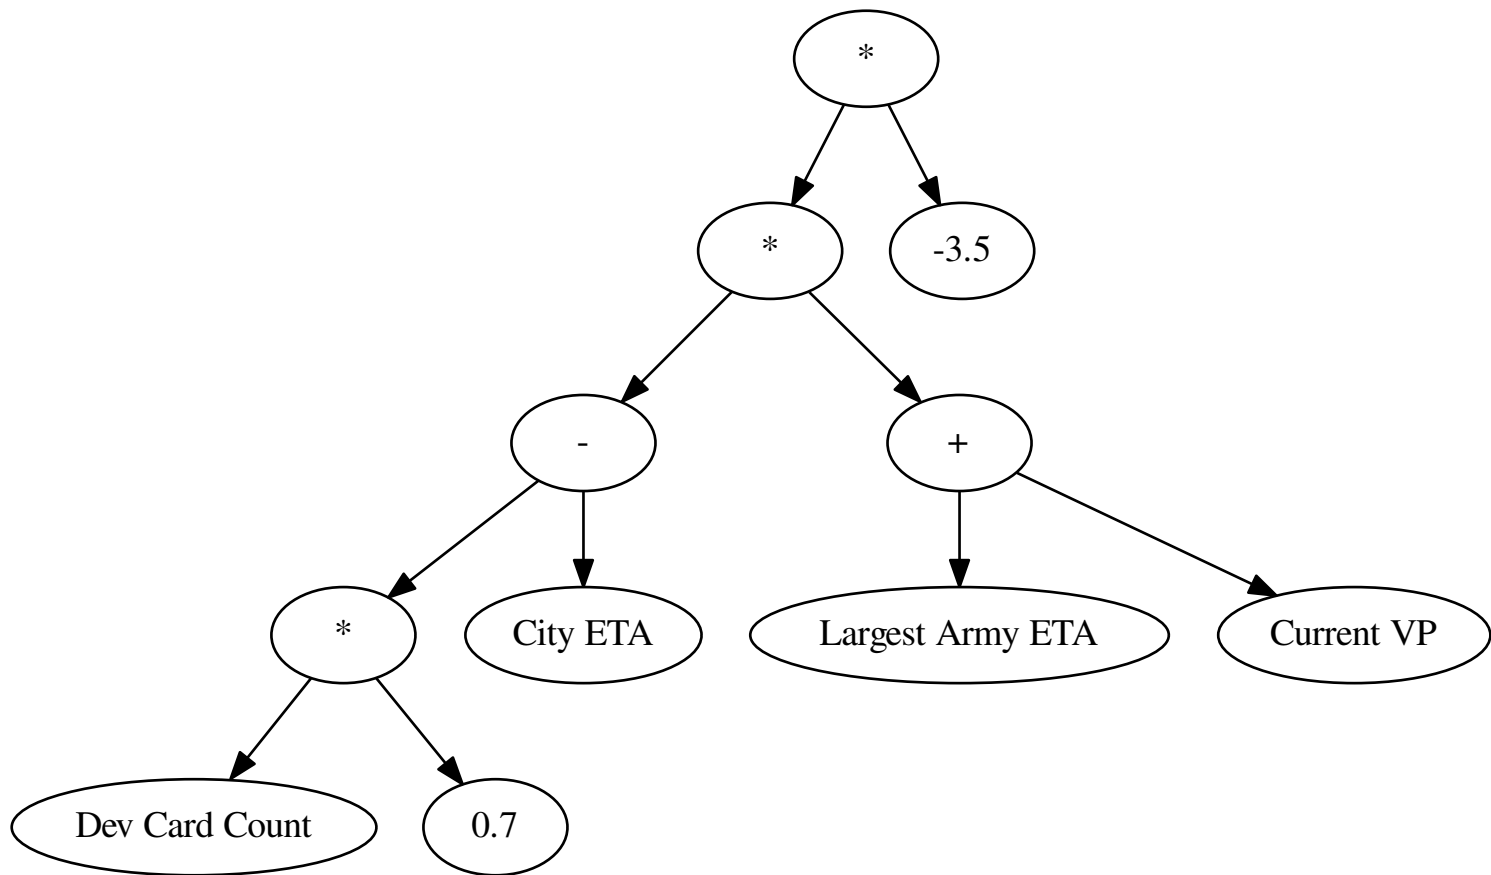 *
*
-3.5
-
+
*
City ETA
Largest Army ETA
Current VP
Dev Card Count
0.7